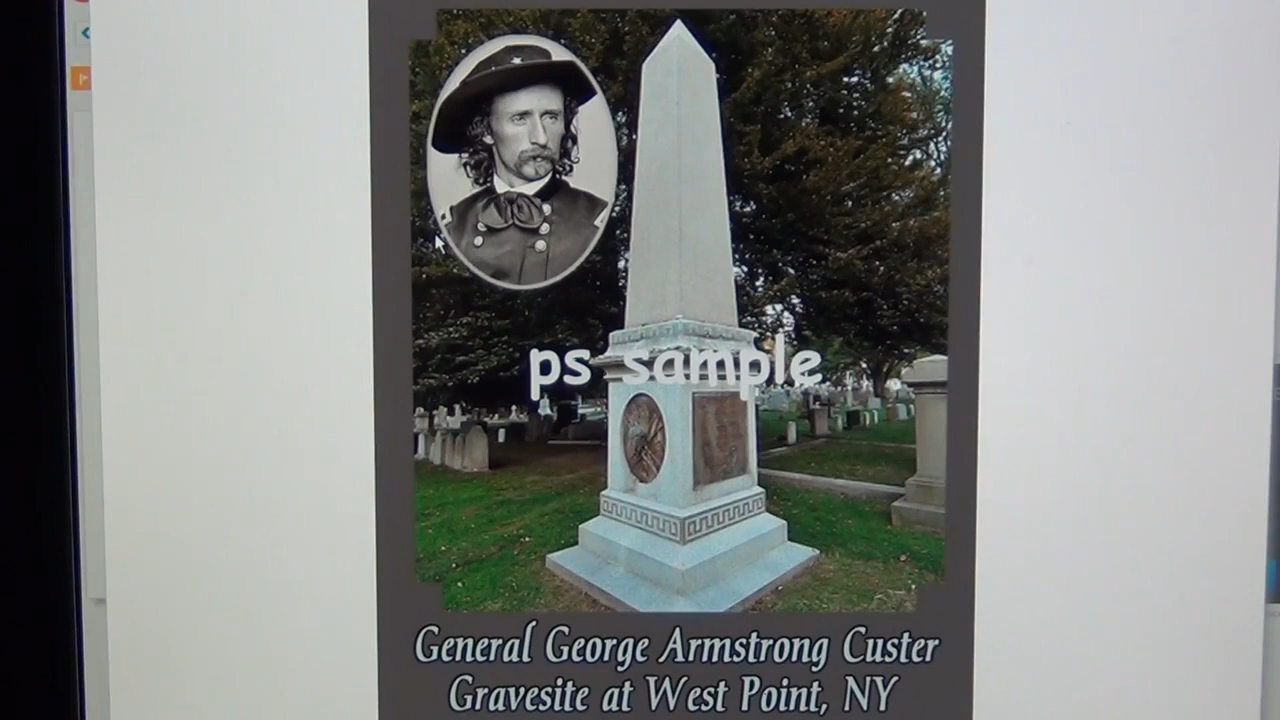 ps sample
General George Armstrong Custer
Gravesite at West Point, NY